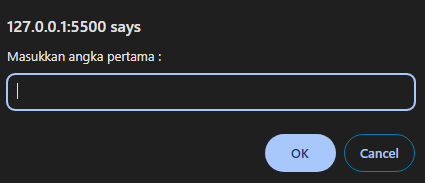 127.0.0.1:5500 says
Masukkan angka pertama :
OK
Cancel